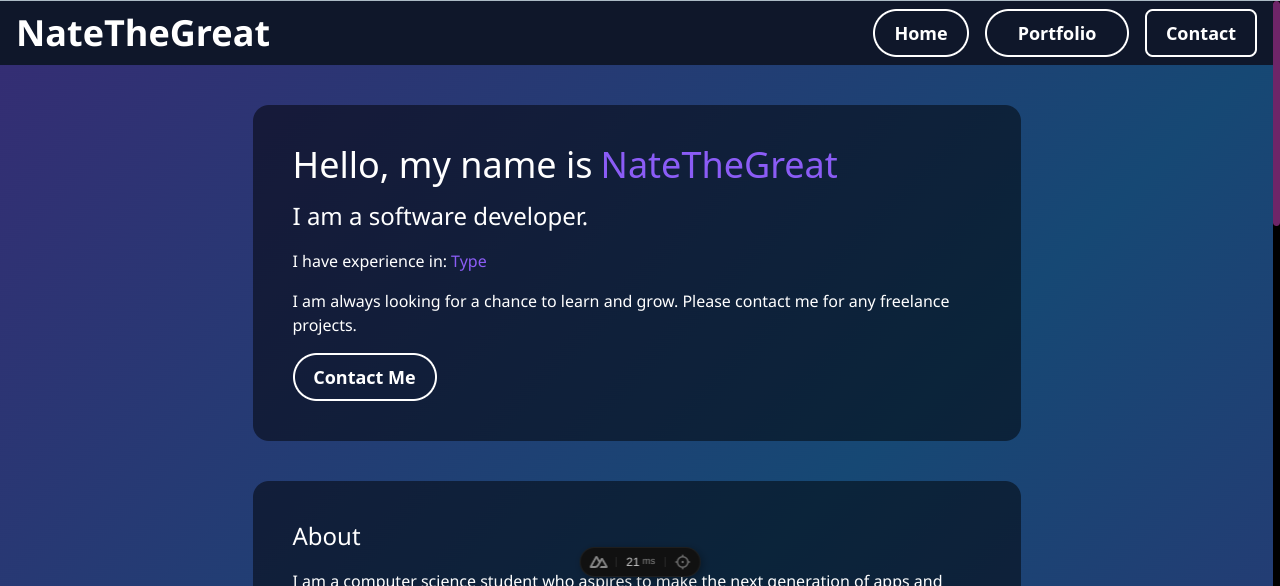 NateTheGreat
Home
Portfolio
Contact
Hello, my name is NateTheGreat
I am a software developer.
I have experience in: Type
I am always looking for a chance to learn and grow. Please contact me for any freelance
projects.
Contact Me
About
I am a computer science student who aspires to make the next generation of apps and
21 ms